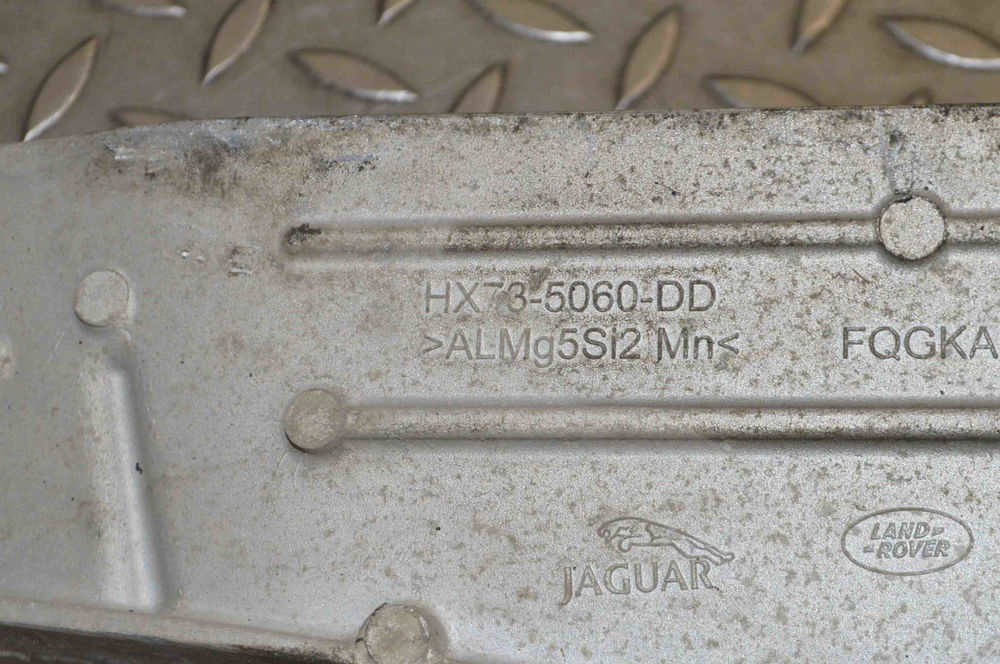 HX73-5060-DD
>ALMg5Si2 Mn<
FQGKA
JAGUAR
LAND-
-ROVER